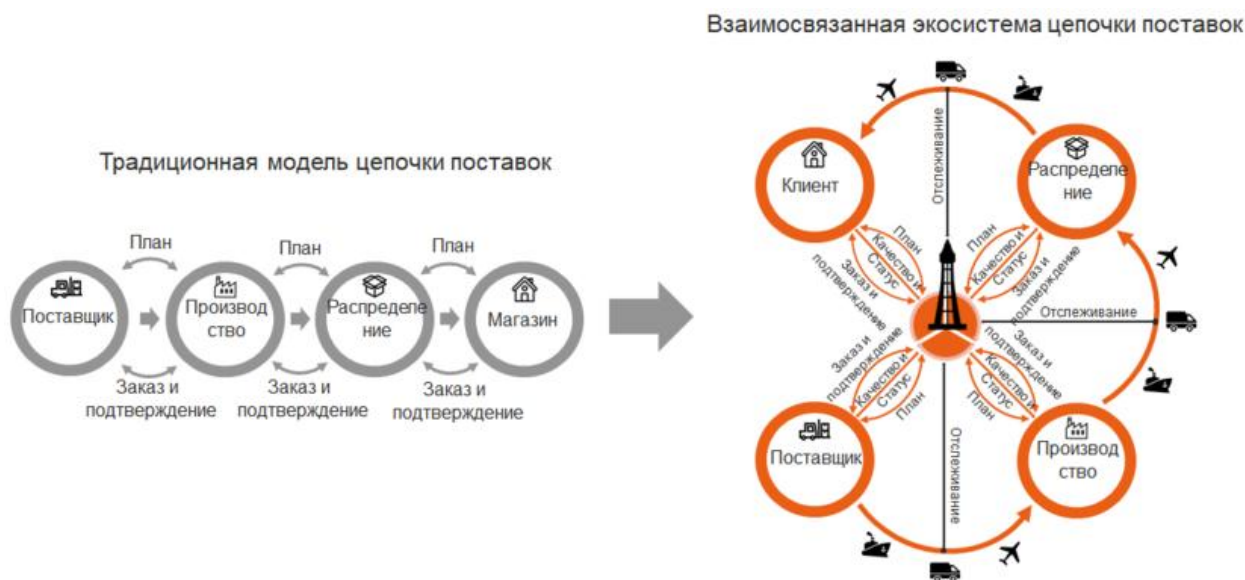 Взаимосвязанная экосистема цепочки поставок
Традиционная модель цепочки поставок
План
План
План
Поставщик
Производ
ство
Распределе
ние
Магазин
Заказ и
подтверждение
Заказ и
подтверждение
Заказ и
подтверждение
Клиент
Распределе
ние
Отслеживание
План
Качество и
Статус
Заказ и
подтверждение
План
Качество и
Статус
Заказ и
подтверждение
Отслеживание
Заказ и
подтверждение
Качество и
Статус
План
Заказ и
подтверждение
Качество и
Статус
План
Поставщик
Отслеживание
Производ
ство